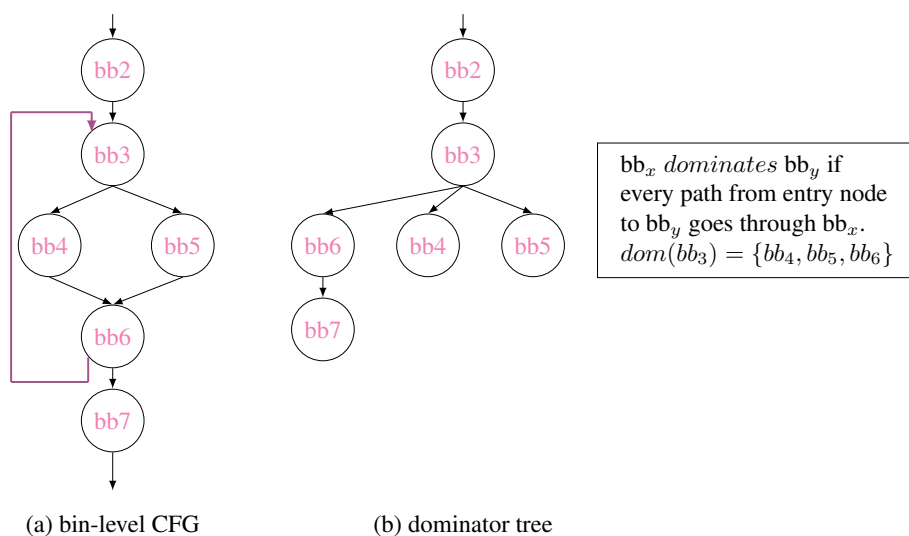 bb2
bb3
bb4
bb5
bb6
bb7
(a) bin-level CFG
bb2
bb3
bb6
bb4
bb5
bb7
(b) dominator tree
bbx dominates bby if
every path from entry node
to bby goes through bbx.
dom(bb3) = {bb4, bb5, bb6}